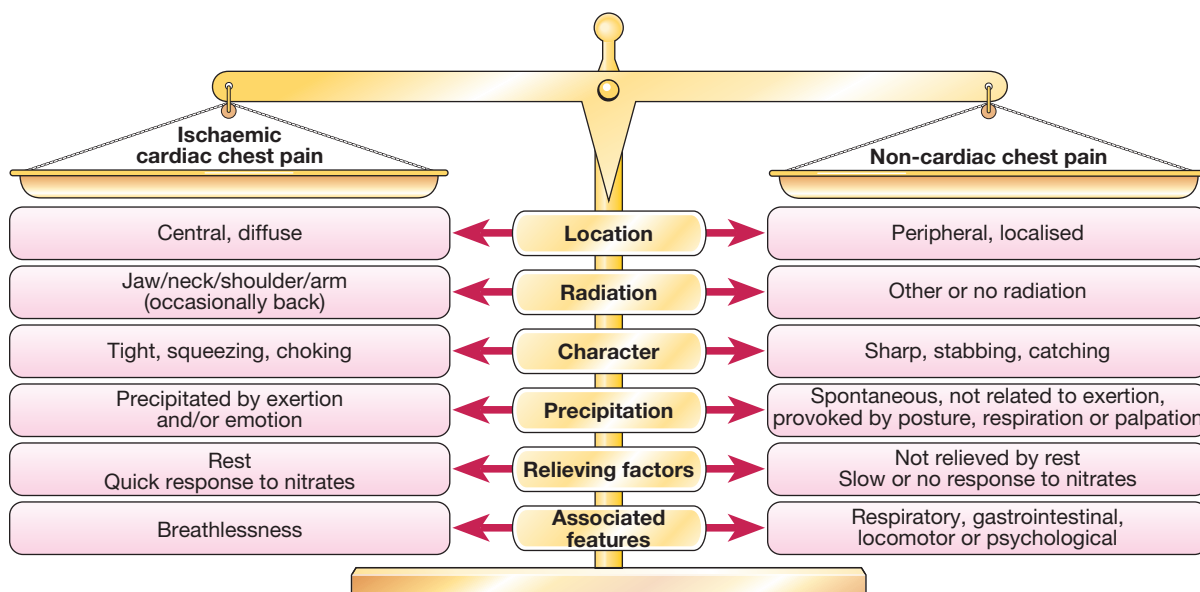 Ischaemic
cardiac chest pain
Non-cardiac chest pain
Central, diffuse
Location
Peripheral, localised
Jaw/neck/shoulder/arm
(occasionally back)
Radiation
Other or no radiation
Tight, squeezing, choking
Character
Sharp, stabbing, catching
Precipitated by exertion
and/or emotion
Precipitation
Spontaneous, not related to exertion,
provoked by posture, respiration or palpation
Rest
Quick response to nitrates
Relieving factors
Not relieved by rest
Slow or no response to nitrates
Breathlessness
Associated
features
Respiratory, gastrointestinal,
locomotor or psychological